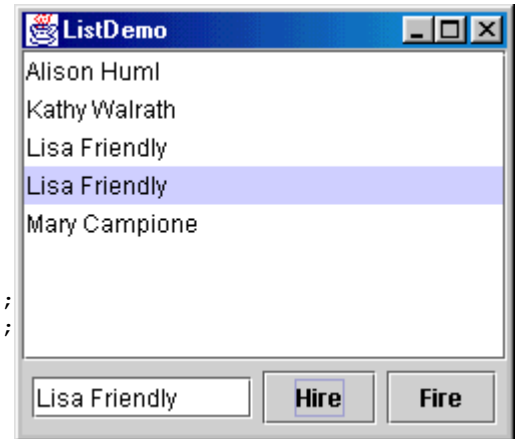 ListDemo
Alison Huml
Kathy Walrath
Lisa Friendly
Lisa Friendly
Mary Campione
;
;
Lisa Friendly Hire Fire